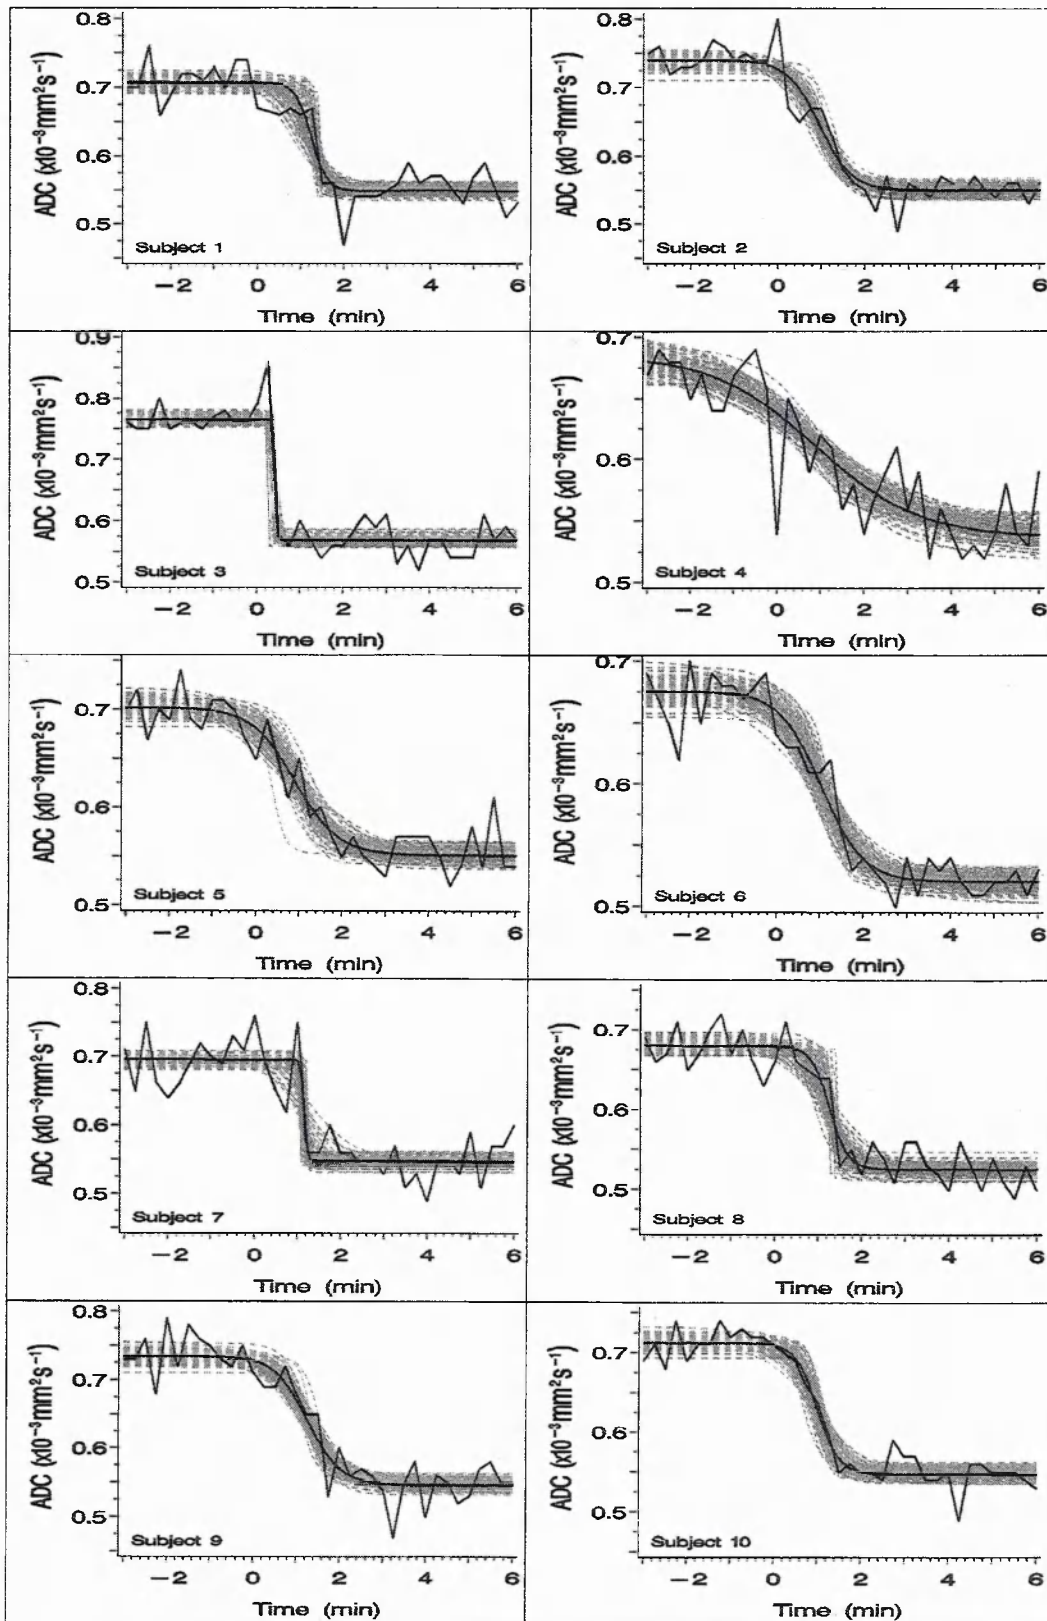 0.8
0.7
0.6
0.5
ADC (x10⁻³mm²s⁻¹)
Subject 1
−2 0 2 4 6
Time (min)
0.8
0.7
0.6
0.5
ADC (x10⁻³mm²s⁻¹)
Subject 2
−2 0 2 4 6
Time (min)
0.9
0.8
0.7
0.6
0.5
ADC (x10⁻³mm²s⁻¹)
Subject 3
−2 0 2 4 6
Time (min)
0.7
0.6
0.5
ADC (x10⁻³mm²s⁻¹)
Subject 4
−2 0 2 4 6
Time (min)
0.7
0.6
0.5
ADC (x10⁻³mm²s⁻¹)
Subject 5
−2 0 2 4 6
Time (min)
0.7
0.6
0.5
ADC (x10⁻³mm²s⁻¹)
Subject 6
−2 0 2 4 6
Time (min)
0.8
0.7
0.6
0.5
ADC (x10⁻³mm²s⁻¹)
Subject 7
−2 0 2 4 6
Time (min)
0.7
0.6
0.5
ADC (x10⁻³mm²s⁻¹)
Subject 8
−2 0 2 4 6
Time (min)
0.8
0.7
0.6
0.5
ADC (x10⁻³mm²s⁻¹)
Subject 9
−2 0 2 4 6
Time (min)
0.7
0.6
0.5
ADC (x10⁻³mm²s⁻¹)
Subject 10
−2 0 2 4 6
Time (min)